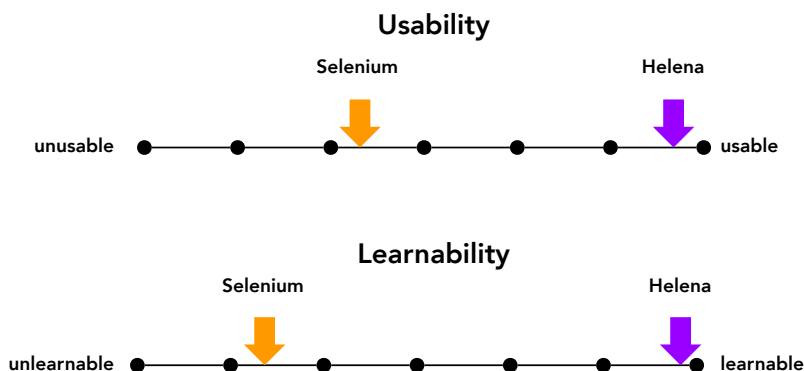 Usability
Selenium Helena
unusable usable
Learnability
Selenium Helena
unlearnable learnable